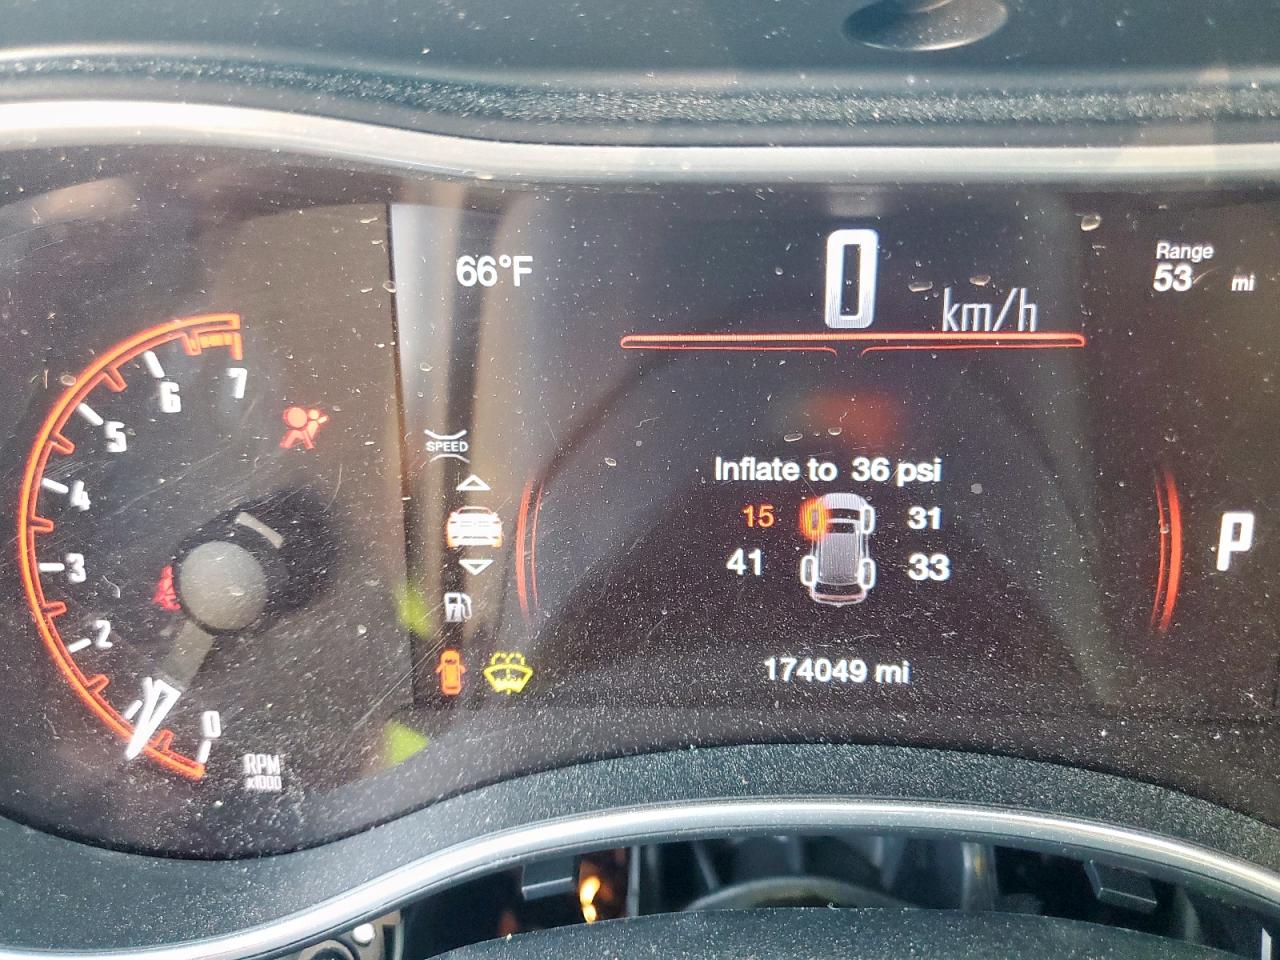 66°F
0
km/h
Range
53 mi
7
6
5
4
3
2
1
0
RPM
x1000
SPEED
Inflate to 36 psi
15 31
41 33
P
174049 mi